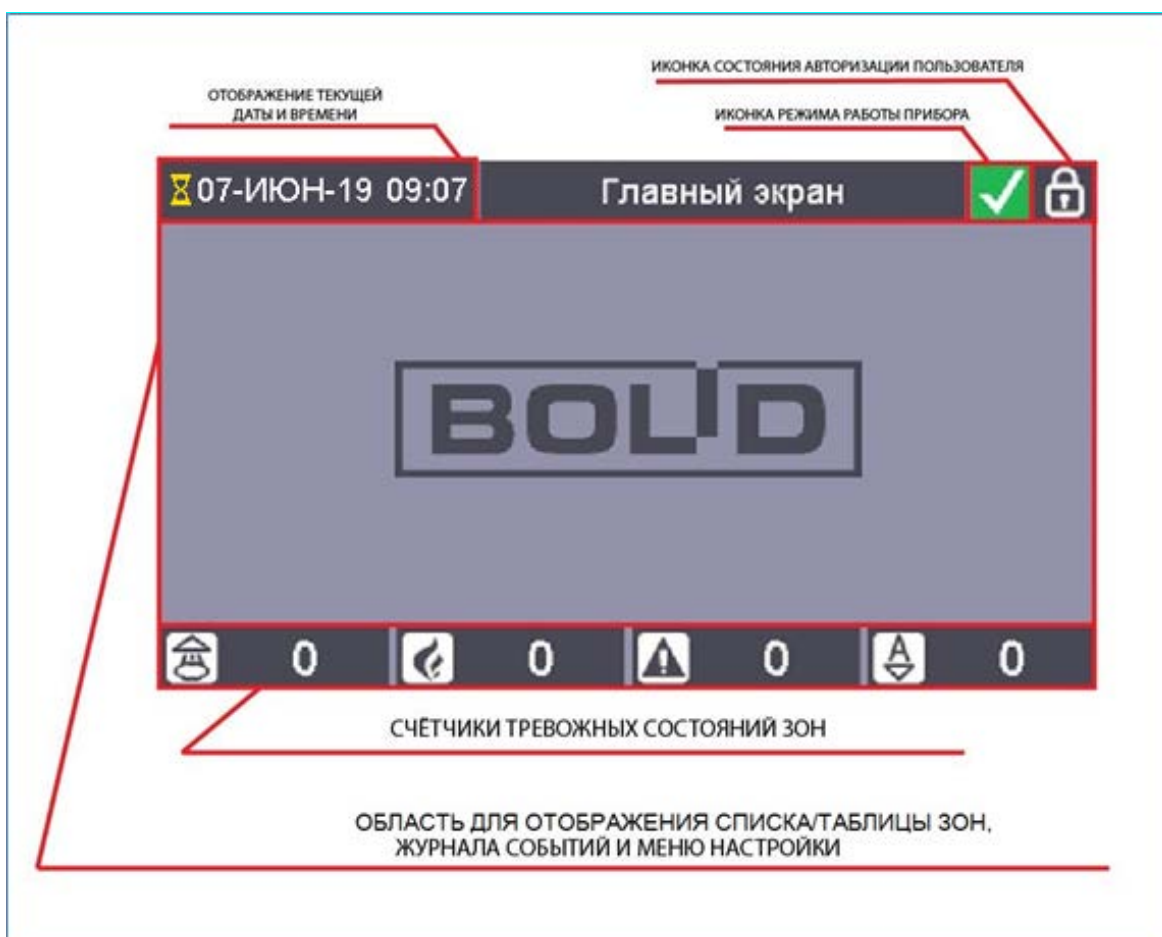 ИКОНКА СОСТОЯНИЯ АВТОРИЗАЦИИ ПОЛЬЗОВАТЕЛЯ
ОТОБРАЖЕНИЕ ТЕКУЩЕЙ
ДАТЫ И ВРЕМЕНИ
ИКОНКА РЕЖИМА РАБОТЫ ПРИБОРА
07-ИЮН-19 09:07 Главный экран
BOLID
0 0 0 A 0
СЧЁТЧИКИ ТРЕВОЖНЫХ СОСТОЯНИЙ ЗОН
ОБЛАСТЬ ДЛЯ ОТОБРАЖЕНИЯ СПИСКА/ТАБЛИЦЫ ЗОН,
ЖУРНАЛА СОБЫТИЙ И МЕНЮ НАСТРОЙКИ